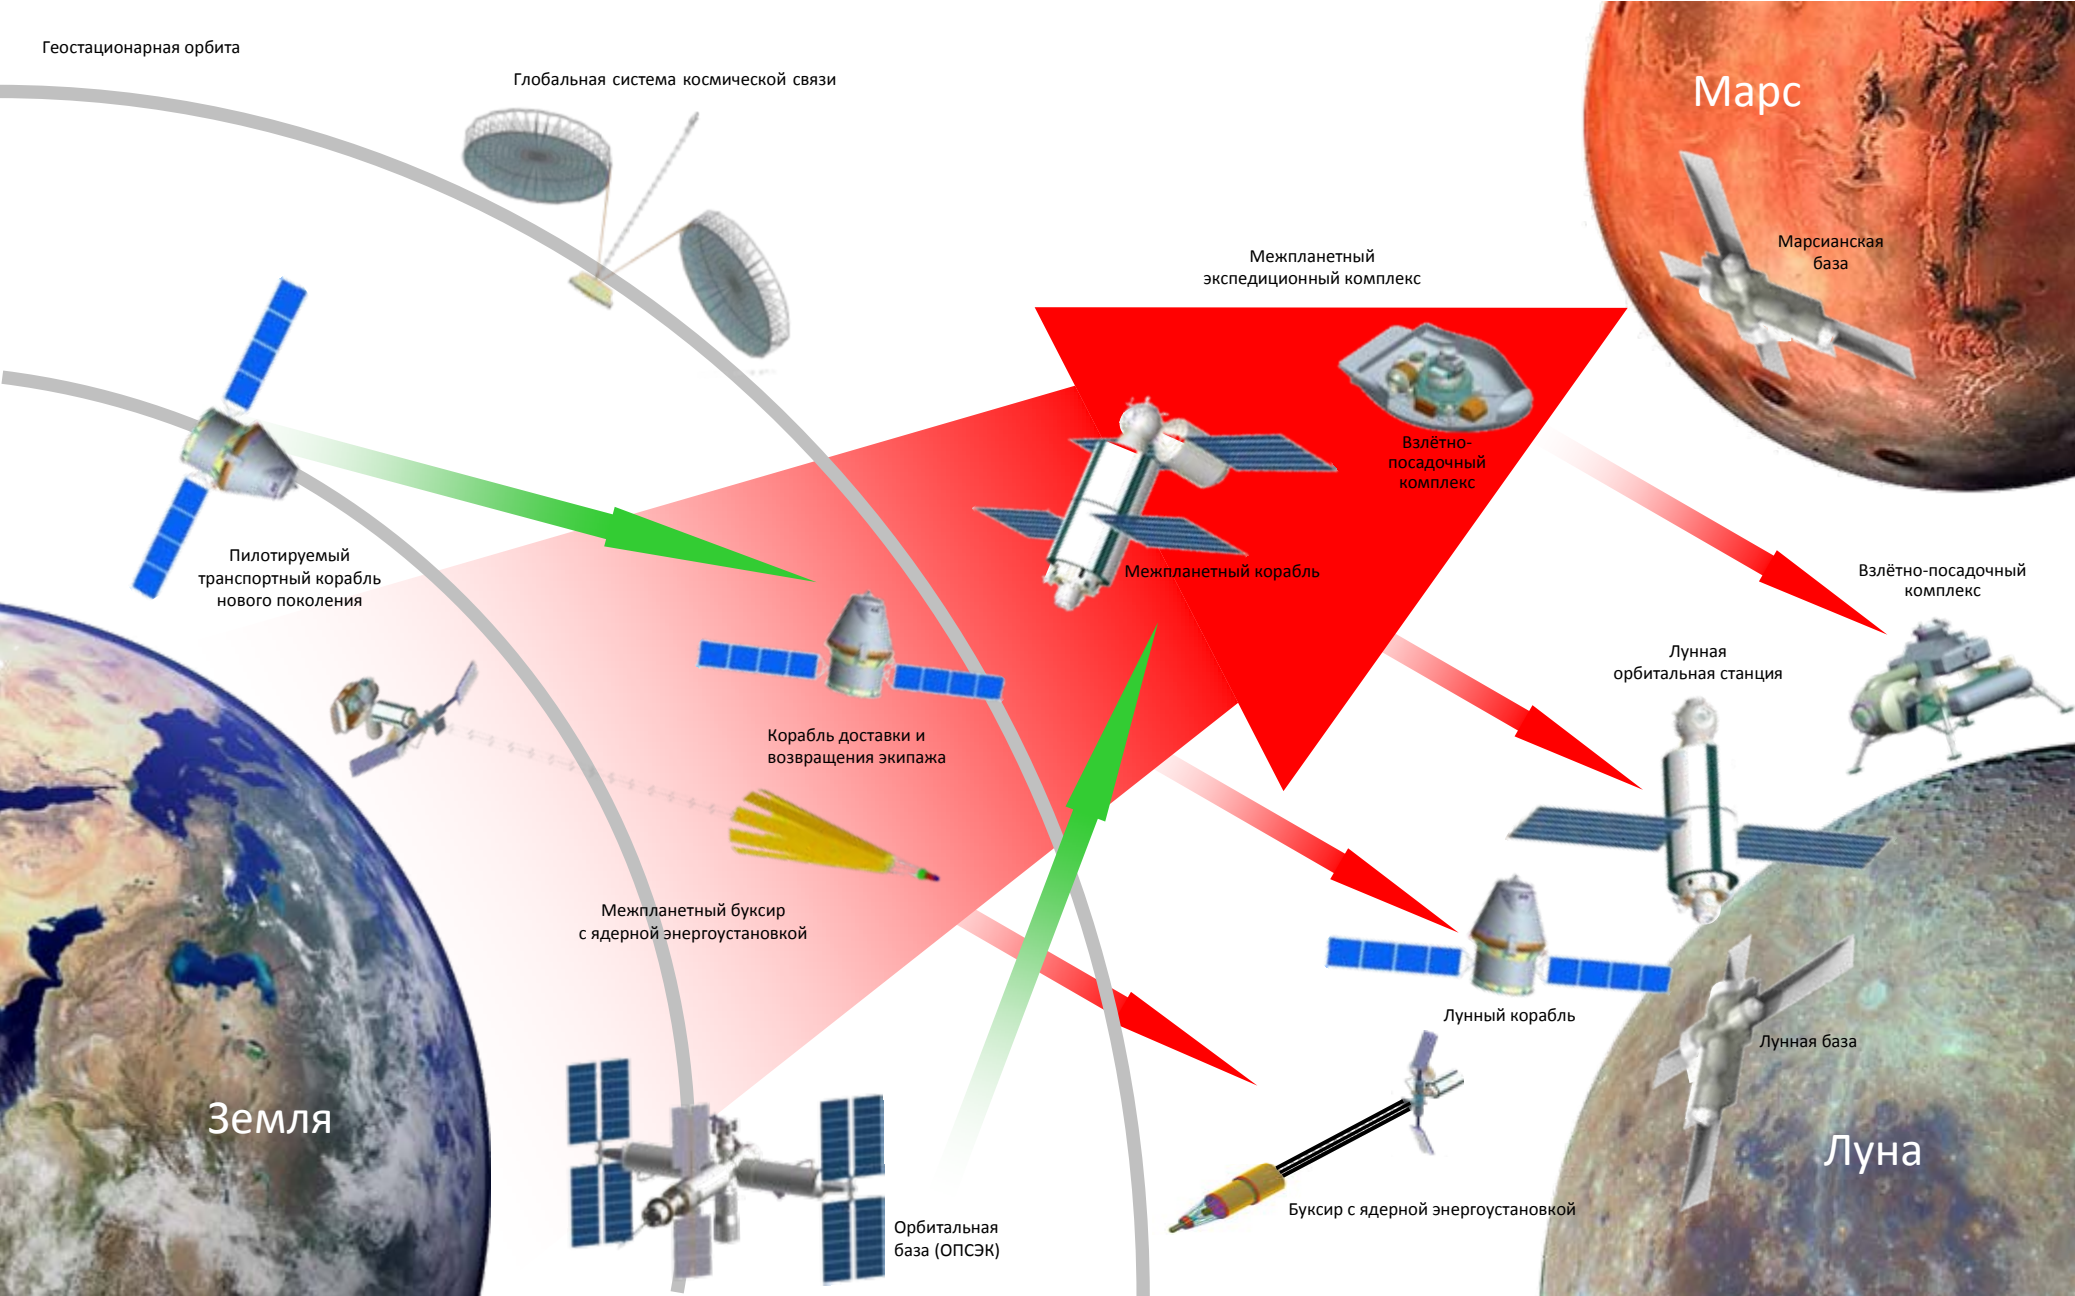 Геостационарная орбита
Глобальная система космической связи
Марс
Марсианская
база
Межпланетный
экспедиционный комплекс
Взлётно-
посадочный
комплекс
Межпланетный корабль
Пилотируемый
транспортный корабль
нового поколения
Взлётно-посадочный
комплекс
Лунная
орбитальная станция
Корабль доставки и
возвращения экипажа
Межпланетный буксир
с ядерной энергоустановкой
Лунный корабль
Лунная база
Земля
Луна
Буксир с ядерной энергоустановкой
Орбитальная
база (ОПСЭК)